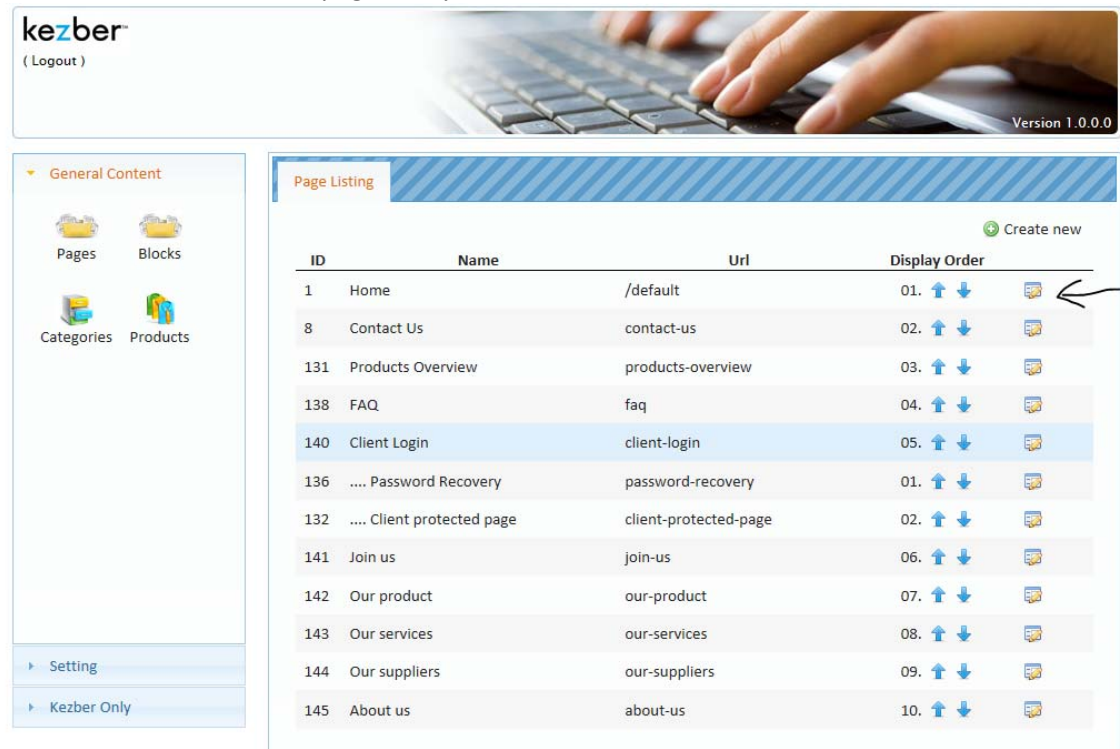 kezber™
( Logout )
Version 1.0.0.0
General Content
Pages Blocks
Categories Products
Setting
Kezber Only
Page Listing
Create new
ID Name Url Display Order
1 Home /default 01.
8 Contact Us contact-us 02.
131 Products Overview products-overview 03.
138 FAQ faq 04.
140 Client Login client-login 05.
136 .... Password Recovery password-recovery 01.
132 .... Client protected page client-protected-page 02.
141 Join us join-us 06.
142 Our product our-product 07.
143 Our services our-services 08.
144 Our suppliers our-suppliers 09.
145 About us about-us 10.